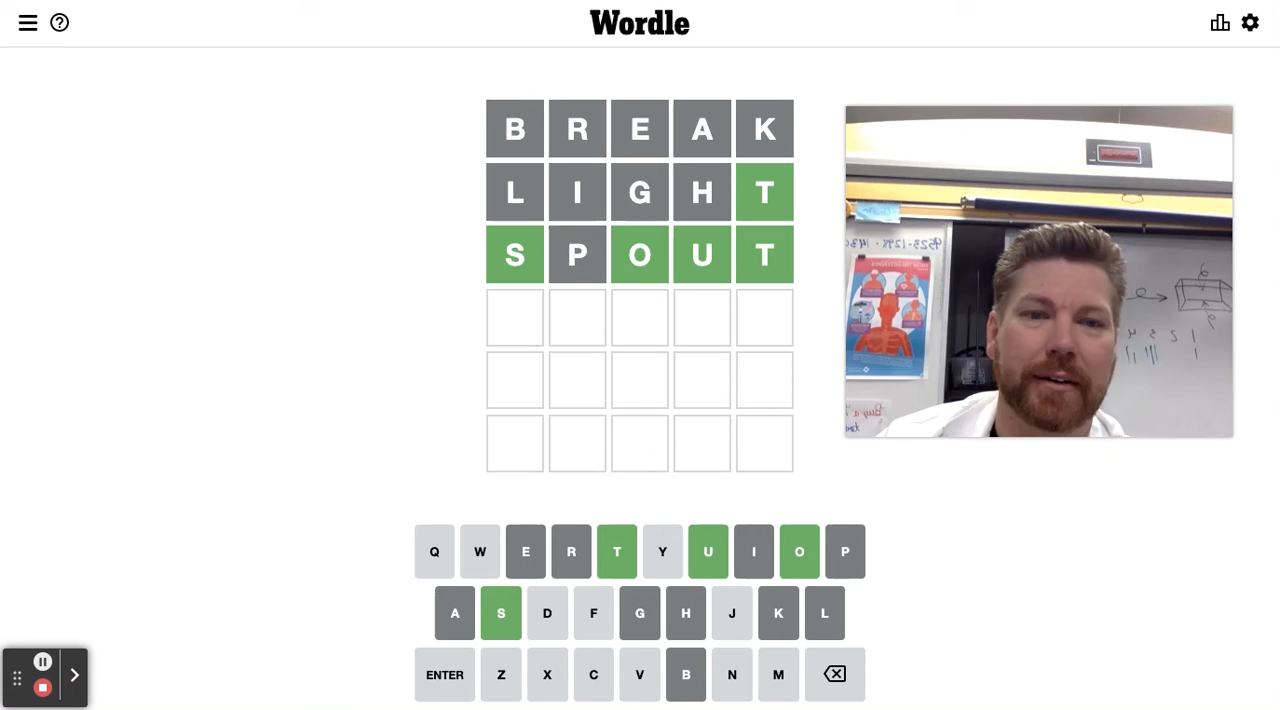 Wordle
B R E A K
L I G H T
S P O U T
Q W E R T Y U I O P
A S D F G H J K L
ENTER Z X C V B N M